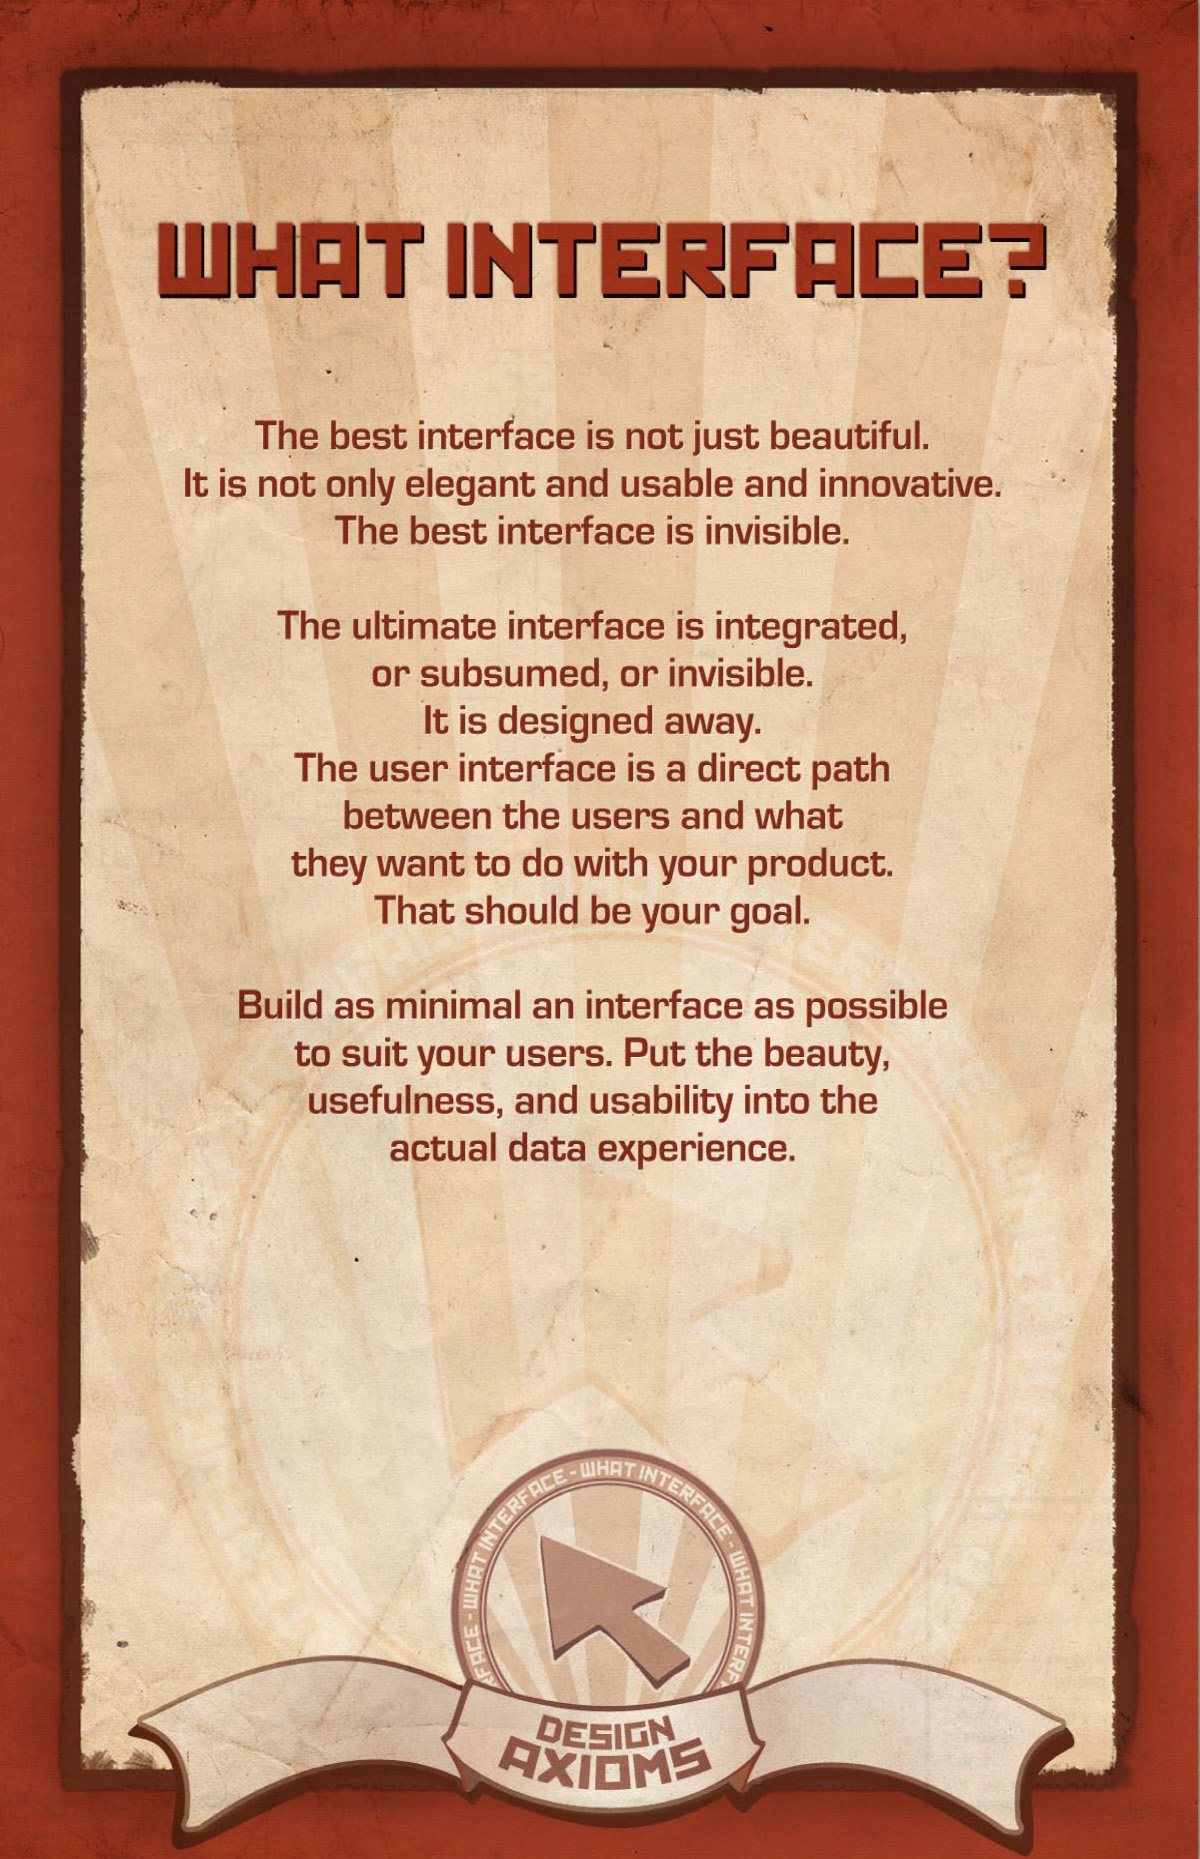 WHAT INTERFACE?
The best interface is not just beautiful.
It is not only elegant and usable and innovative.
The best interface is invisible.
The ultimate interface is integrated,
or subsumed, or invisible.
It is designed away.
The user interface is a direct path
between the users and what
they want to do with your product.
That should be your goal.
Build as minimal an interface as possible
to suit your users. Put the beauty,
usefulness, and usability into the
actual data experience.
FACE - WHAT INTERFACE - WHAT INTERFACE - WHAT INTERF
DESIGN
AXIOMS